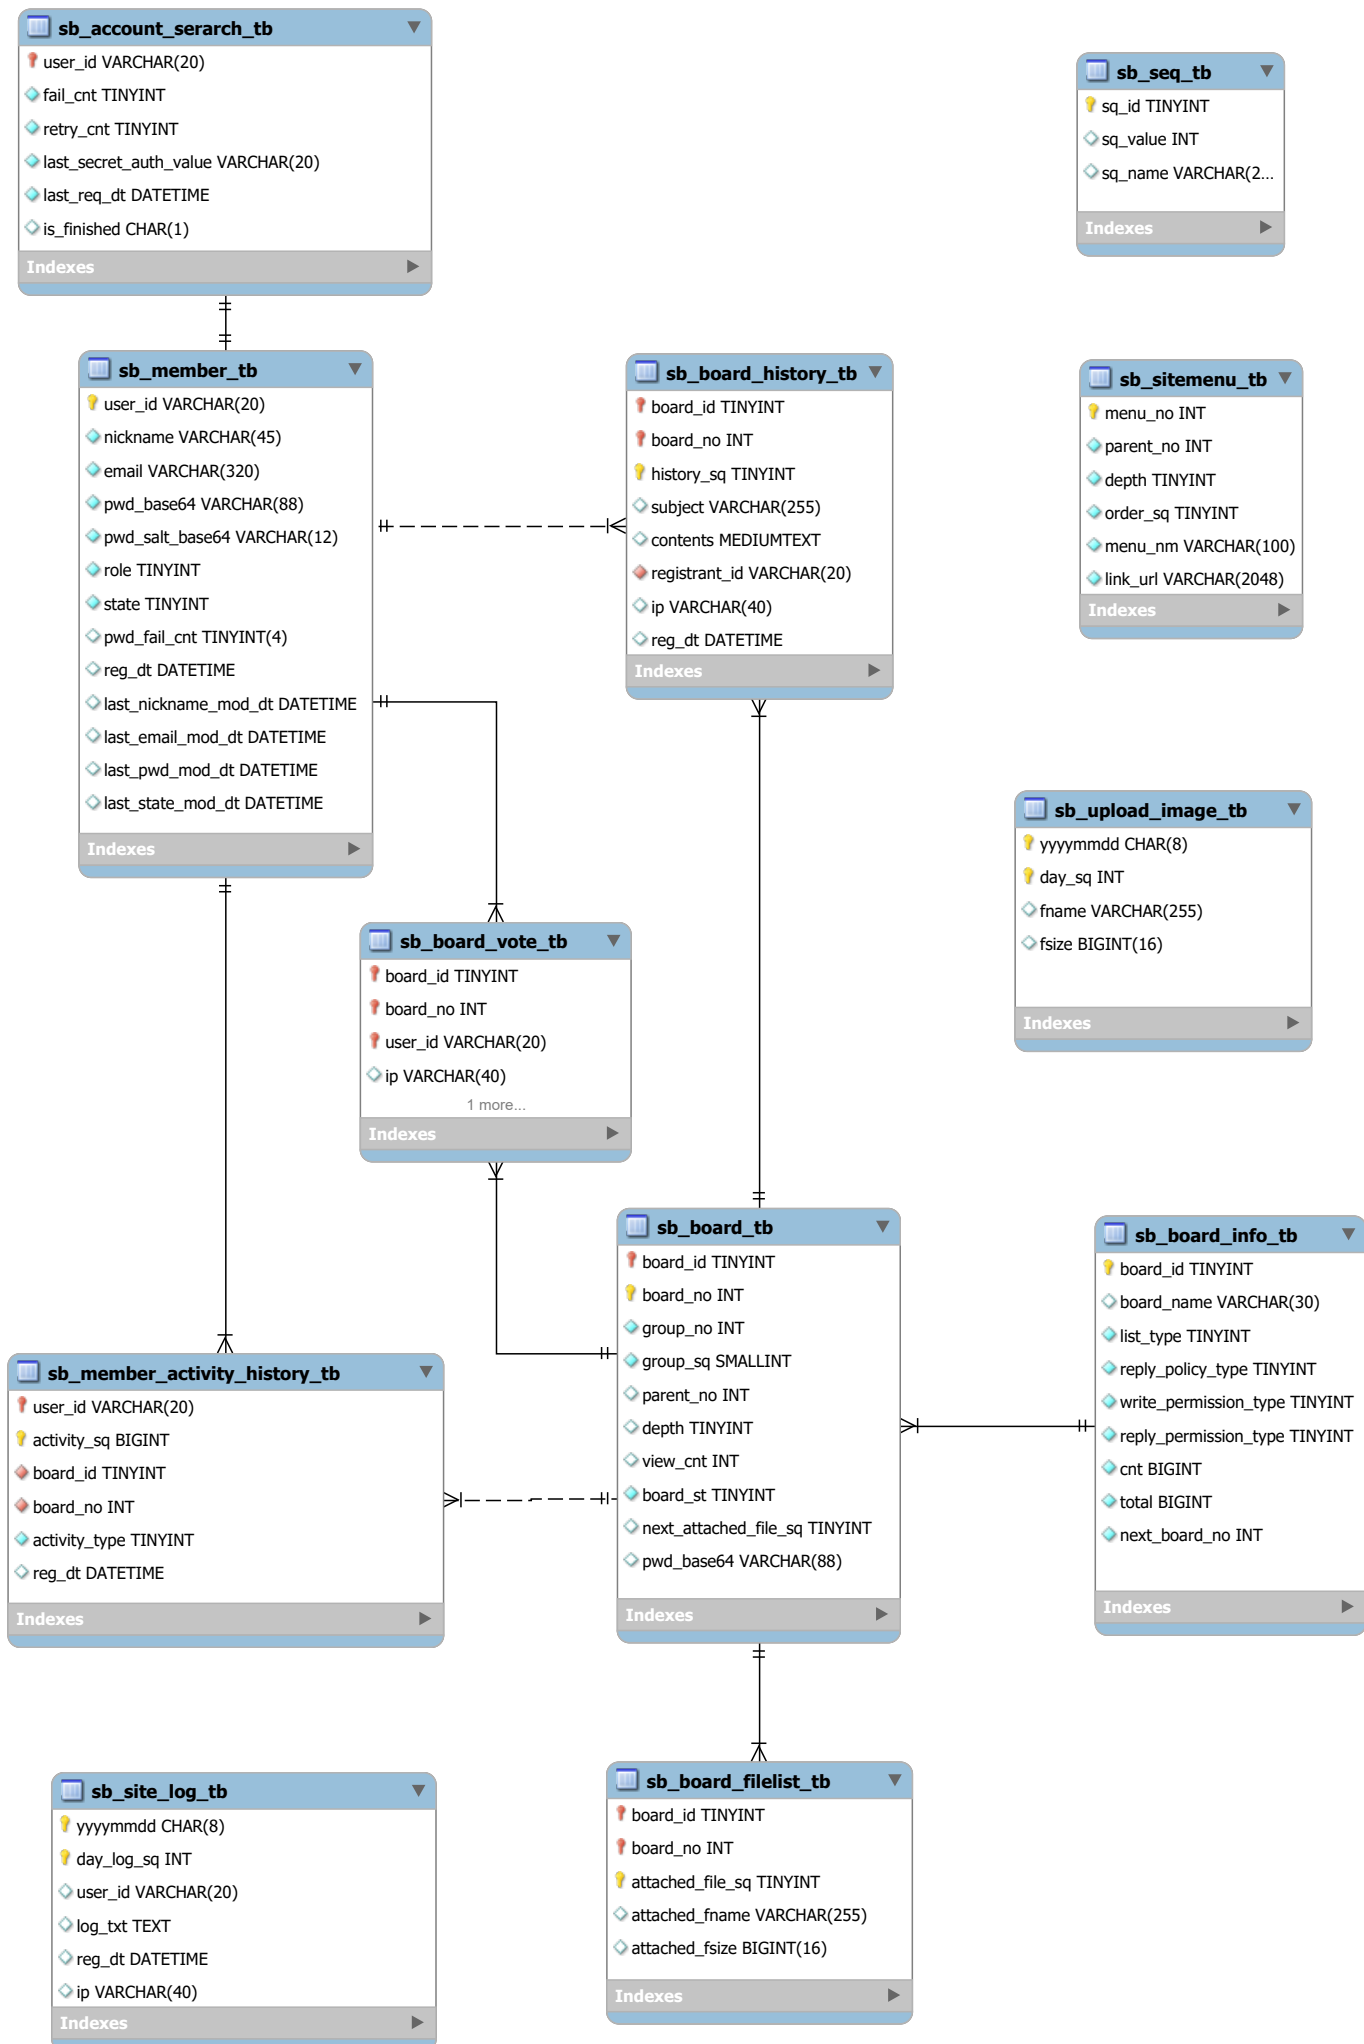 sb_account_serarch_tb
user_id VARCHAR(20)
fail_cnt TINYINT
retry_cnt TINYINT
last_secret_auth_value VARCHAR(20)
last_req_dt DATETIME
is_finished CHAR(1)
Indexes
sb_seq_tb
sq_id TINYINT
sq_value INT
sq_name VARCHAR(2...
Indexes
sb_member_tb
user_id VARCHAR(20)
nickname VARCHAR(45)
email VARCHAR(320)
pwd_base64 VARCHAR(88)
pwd_salt_base64 VARCHAR(12)
role TINYINT
state TINYINT
pwd_fail_cnt TINYINT(4)
reg_dt DATETIME
last_nickname_mod_dt DATETIME
last_email_mod_dt DATETIME
last_pwd_mod_dt DATETIME
last_state_mod_dt DATETIME
Indexes
sb_board_history_tb
board_id TINYINT
board_no INT
history_sq TINYINT
subject VARCHAR(255)
contents MEDIUMTEXT
registrant_id VARCHAR(20)
ip VARCHAR(40)
reg_dt DATETIME
Indexes
sb_sitemenu_tb
menu_no INT
parent_no INT
depth TINYINT
order_sq TINYINT
menu_nm VARCHAR(100)
link_url VARCHAR(2048)
Indexes
sb_upload_image_tb
yyyymmdd CHAR(8)
day_sq INT
fname VARCHAR(255)
fsize BIGINT(16)
Indexes
sb_board_vote_tb
board_id TINYINT
board_no INT
user_id VARCHAR(20)
ip VARCHAR(40)
1 more...
Indexes
sb_board_tb
board_id TINYINT
board_no INT
group_no INT
group_sq SMALLINT
parent_no INT
depth TINYINT
view_cnt INT
board_st TINYINT
next_attached_file_sq TINYINT
pwd_base64 VARCHAR(88)
Indexes
sb_board_info_tb
board_id TINYINT
board_name VARCHAR(30)
list_type TINYINT
reply_policy_type TINYINT
write_permission_type TINYINT
reply_permission_type TINYINT
cnt BIGINT
total BIGINT
next_board_no INT
Indexes
sb_member_activity_history_tb
user_id VARCHAR(20)
activity_sq BIGINT
board_id TINYINT
board_no INT
activity_type TINYINT
reg_dt DATETIME
Indexes
sb_site_log_tb
yyyymmdd CHAR(8)
day_log_sq INT
user_id VARCHAR(20)
log_txt TEXT
reg_dt DATETIME
ip VARCHAR(40)
Indexes
sb_board_filelist_tb
board_id TINYINT
board_no INT
attached_file_sq TINYINT
attached_fname VARCHAR(255)
attached_fsize BIGINT(16)
Indexes